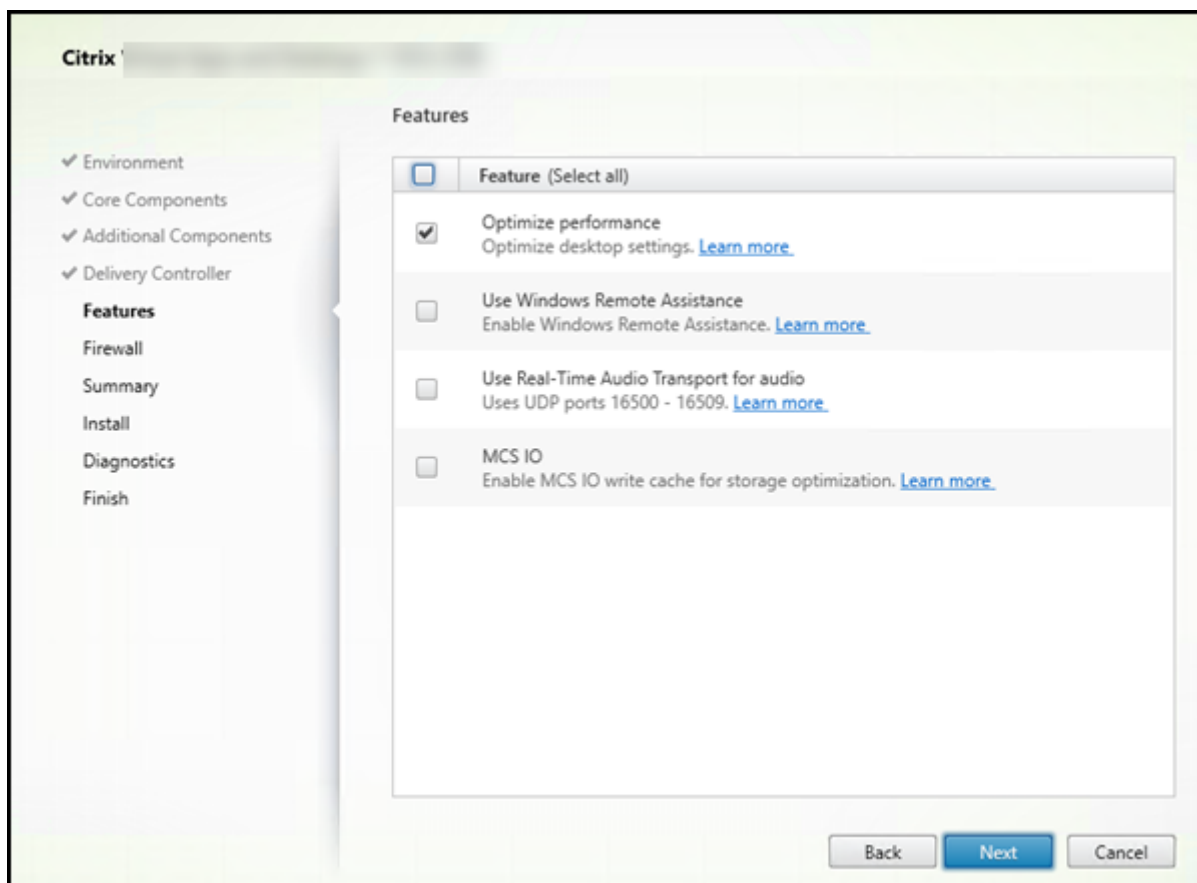 Citrix
Features
Environment
Core Components
Additional Components
Delivery Controller
Features
Firewall
Summary
Install
Diagnostics
Finish
Feature (Select all)
Optimize performance
Optimize desktop settings. Learn more
Use Windows Remote Assistance
Enable Windows Remote Assistance. Learn more
Use Real-Time Audio Transport for audio
Uses UDP ports 16500 - 16509. Learn more
MCS IO
Enable MCS IO write cache for storage optimization. Learn more
Back Next Cancel